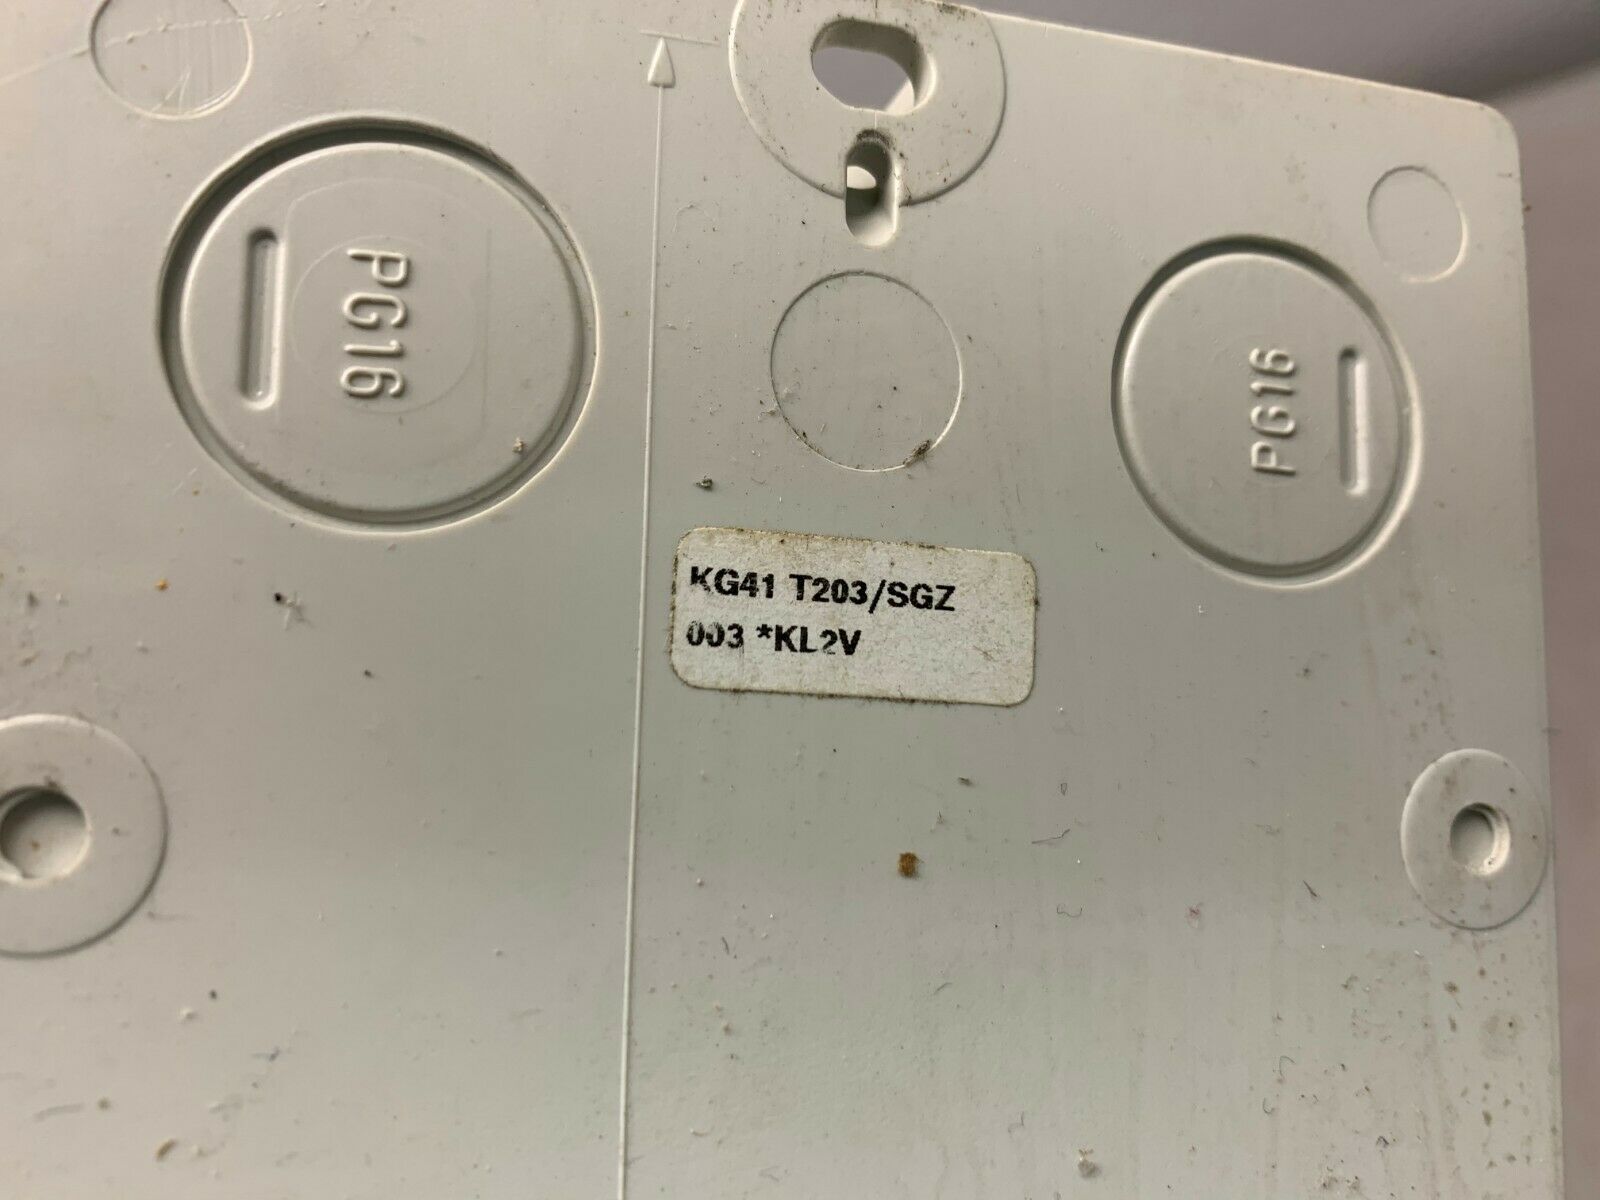 PG16
PG16
KG41 T203/SGZ
003 *KL2V